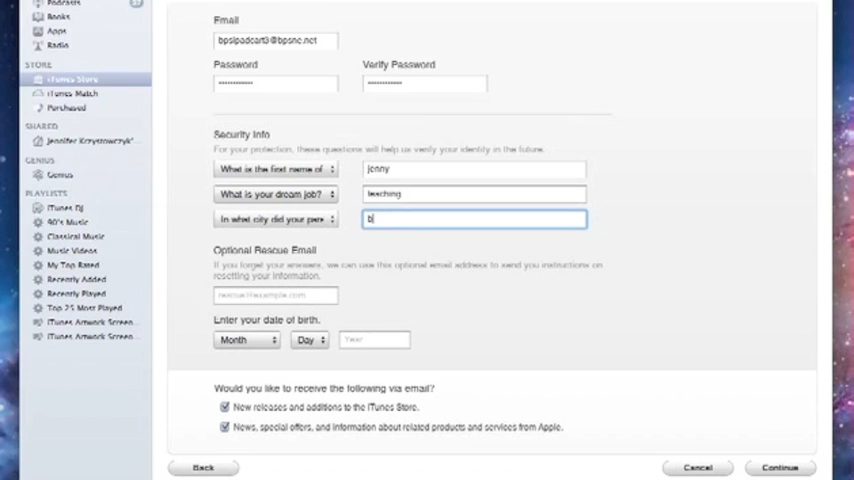 Podcasts
Books
Apps
Radio
STORE
iTunes Store
iTunes Match
Purchased
SHARED
Jennifer Krzystowczyk'...
GENIUS
Genius
PLAYLISTS
iTunes DJ
90's Music
Classical Music
Music Videos
My Top Rated
Recently Added
Recently Played
Top 25 Most Played
iTunes Artwork Screen...
iTunes Artwork Screen...
Email
bpsipadcart3@bpsne.net
Password Verify Password
Security Info
For your protection, these questions will help us verify your identity in the future.
What is the first name of jenny
What is your dream job? teaching
In what city did your pare b
Optional Rescue Email
If you forget your answers, we can use this optional email address to send you instructions on
resetting your information.
rescue@example.com
Enter your date of birth.
Month Day Year
Would you like to receive the following via email?
New releases and additions to the iTunes Store.
News, special offers, and information about related products and services from Apple.
Back Cancel Continue